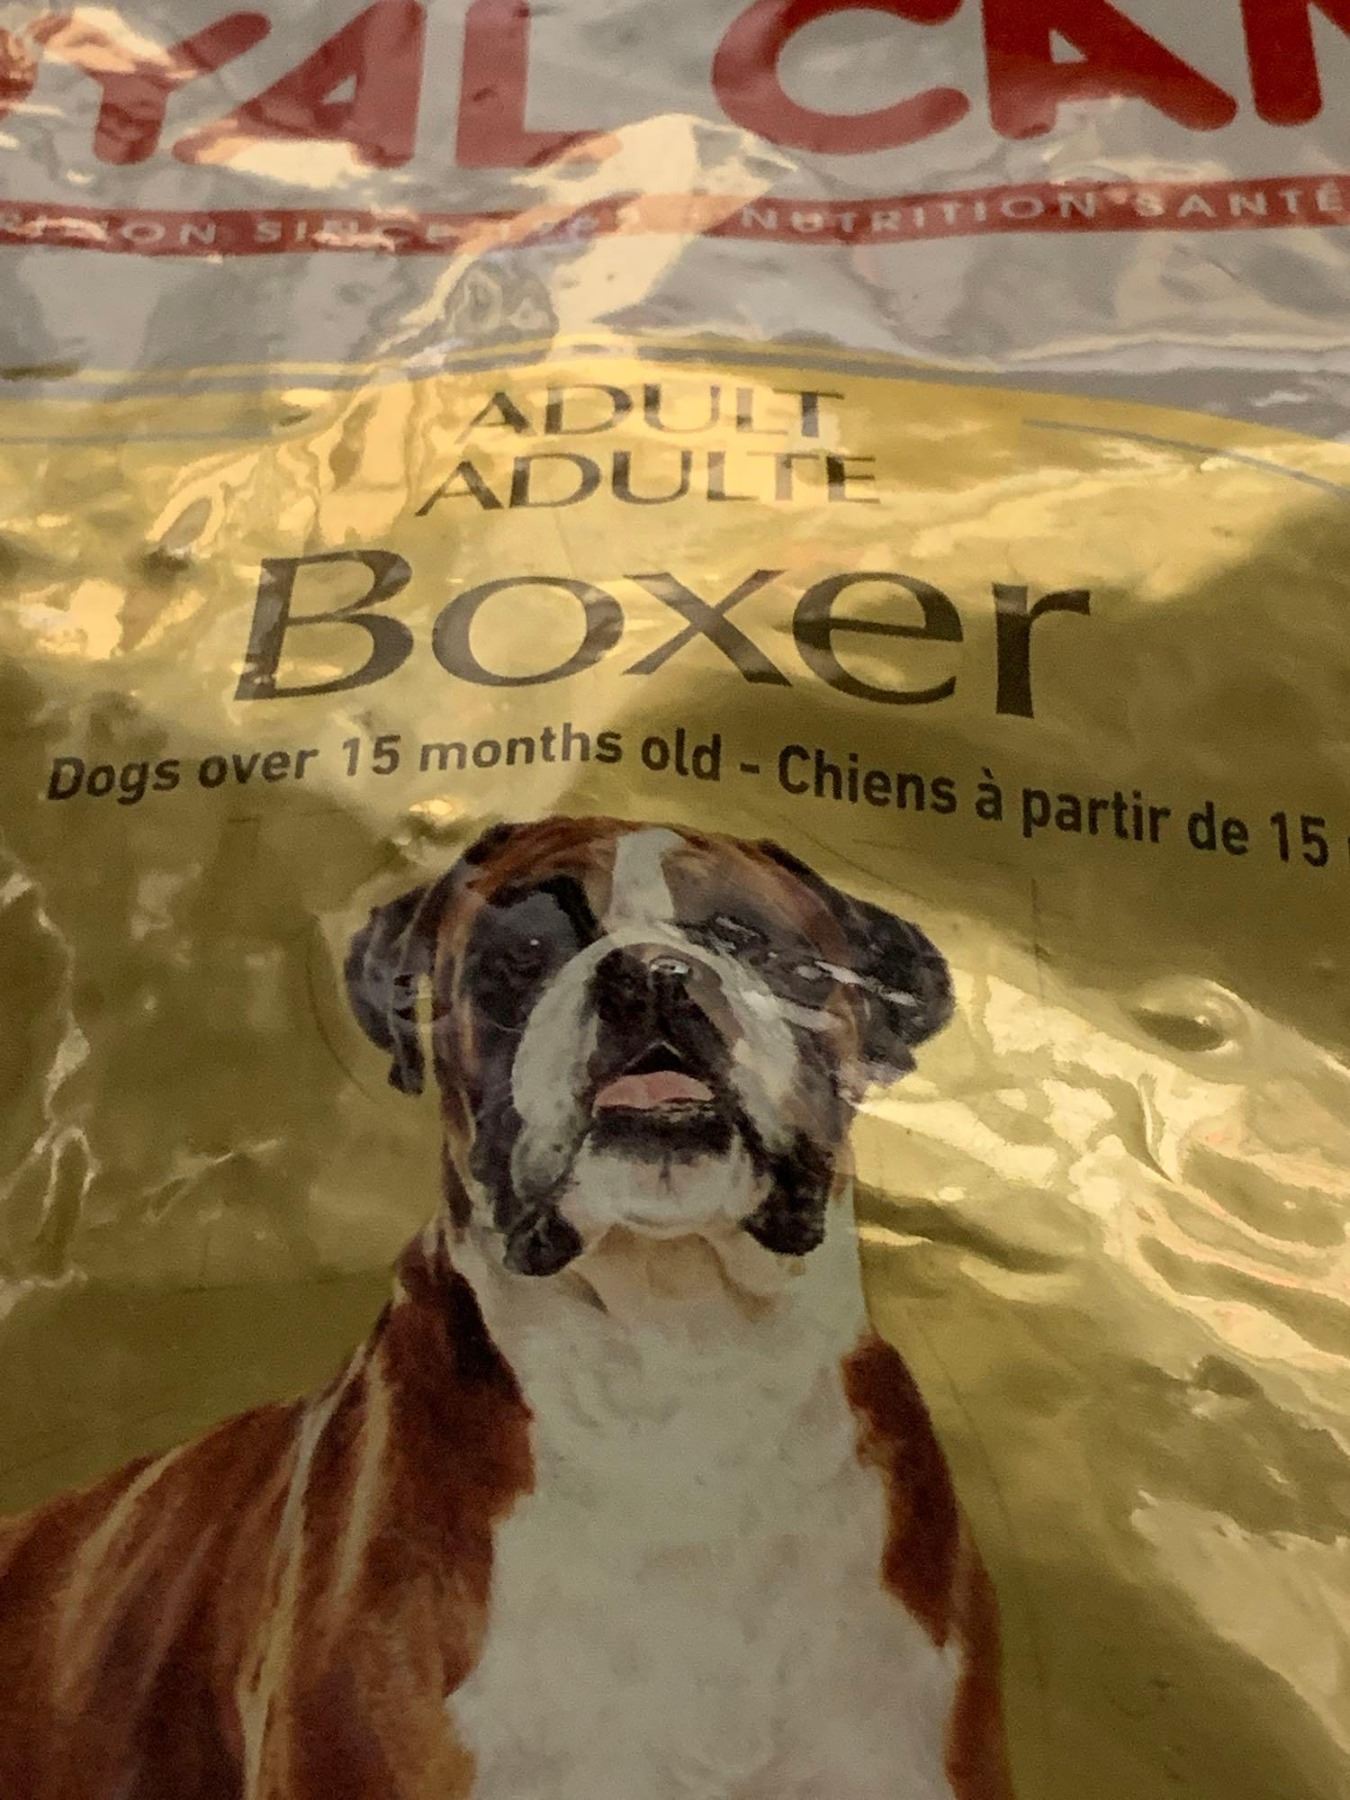 YAL CAN
NUTRITION SANTÉ
ADULT
ADULTE
Boxer
Dogs over 15 months old - Chiens à partir de 15